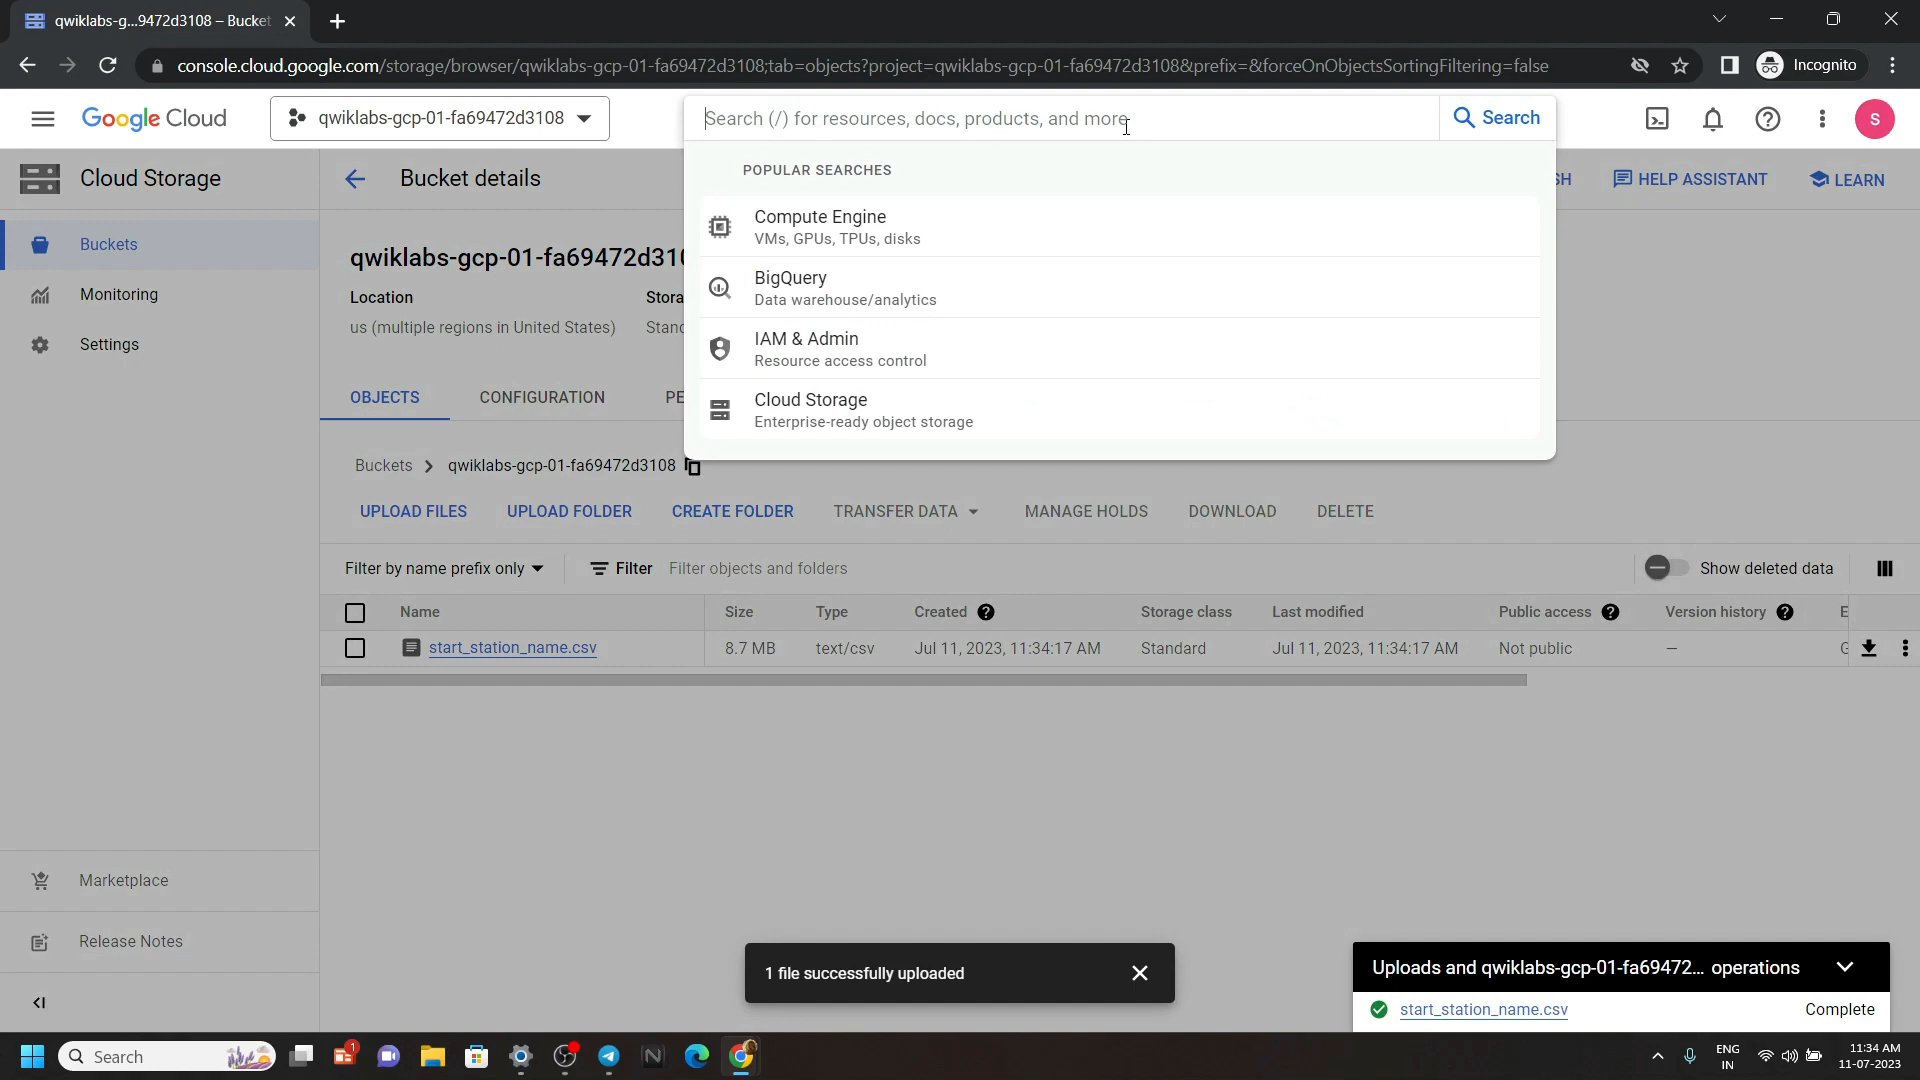 qwiklabs-g...9472d3108 – Bucket
console.cloud.google.com/storage/browser/qwiklabs-gcp-01-fa69472d3108;tab=objects?project=qwiklabs-gcp-01-fa69472d3108&prefix=&forceOnObjectsSortingFiltering=false
Incognito
Google Cloud
qwiklabs-gcp-01-fa69472d3108
Search (/) for resources, docs, products, and more
Search
S
Cloud Storage
Bucket details
SH
HELP ASSISTANT
LEARN
POPULAR SEARCHES
Compute Engine
VMs, GPUs, TPUs, disks
BigQuery
Data warehouse/analytics
IAM & Admin
Resource access control
Cloud Storage
Enterprise-ready object storage
Buckets
Monitoring
Settings
qwiklabs-gcp-01-fa69472d310
Location
Stora
us (multiple regions in United States)
Stand
OBJECTS
CONFIGURATION
PE
Buckets
qwiklabs-gcp-01-fa69472d3108
UPLOAD FILES
UPLOAD FOLDER
CREATE FOLDER
TRANSFER DATA
MANAGE HOLDS
DOWNLOAD
DELETE
Filter by name prefix only
Filter
Filter objects and folders
Show deleted data
Name
Size
Type
Created
Storage class
Last modified
Public access
Version history
E
start_station_name.csv
8.7 MB
text/csv
Jul 11, 2023, 11:34:17 AM
Standard
Jul 11, 2023, 11:34:17 AM
Not public
—
G
Marketplace
Release Notes
1 file successfully uploaded
Uploads and qwiklabs-gcp-01-fa69472... operations
start_station_name.csv
Complete
Search
1
ENG
IN
11:34 AM
11-07-2023